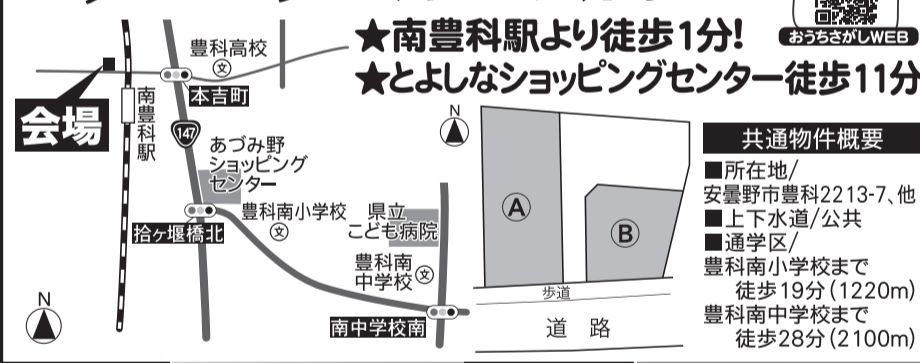 おうちさがしWEB
★南豊科駅より徒歩1分!
★とよしなショッピングセンター徒歩11分
豊科高校
文
本吉町
会場
南豊科駅
147
あづみ野
ショッピング
センター
拾ヶ堰橋北
豊科南小学校
文
県立
こども病院
豊科南
中学校
文
南中学校南
N
N
A
B
歩道
道路
共通物件概要
■所在地/
安曇野市豊科2213-7、他
■上下水道/公共
■通学区/
豊科南小学校まで
徒歩19分(1220m)
豊科南中学校まで
徒歩28分(2100m)